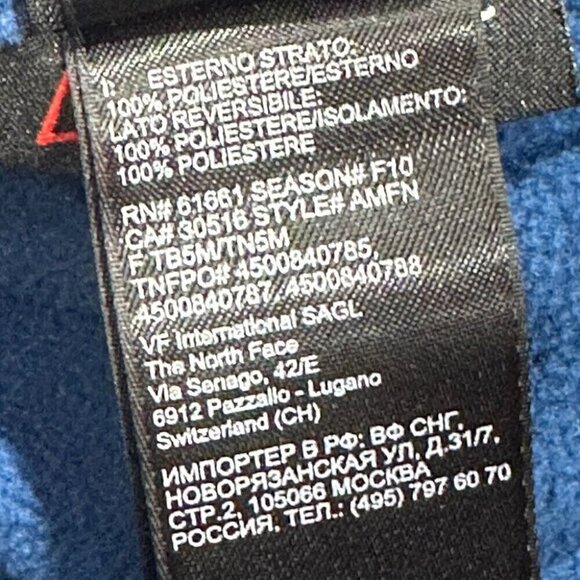 I: ESTERNO STRATO:
100% POLIESTERE/ESTERNO
LATO REVERSIBILE:
100% POLIESTERE/ISOLAMENTO:
100% POLIESTERE
RN# 61661 SEASON# F10
CA# 30516 STYLE# AMFN
F TB5M/TN5M
TNFPO# 4500840785,
4500840787, 4500840788
VF International SAGL
The North Face
Via Senago, 42/E
6912 Pazzallo - Lugano
Switzerland (CH)
ИМПОРТЕР В РФ: ВФ СНГ,
НОВОРЯЗАНСКАЯ УЛ, Д.31/7,
СТР.2, 105066 МОСКВА
РОССИЯ, ТЕЛ.: (495) 797 60 70